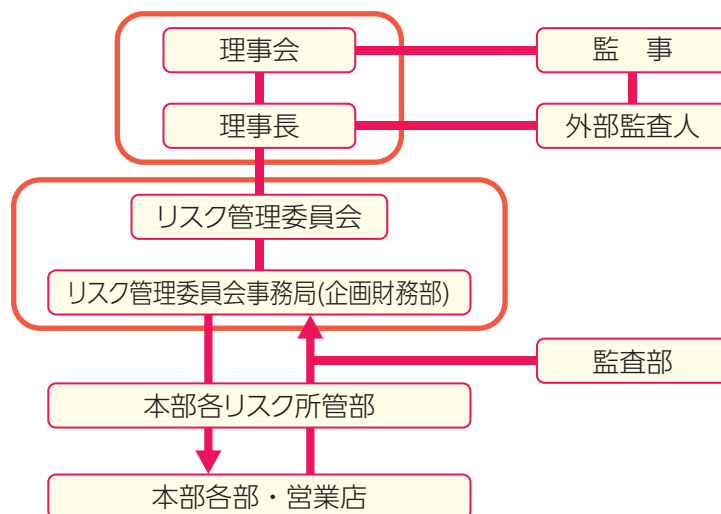 理事会
監　事
理事長
外部監査人
リスク管理委員会
リスク管理委員会事務局(企画財務部)
監査部
本部各リスク所管部
本部各部・営業店